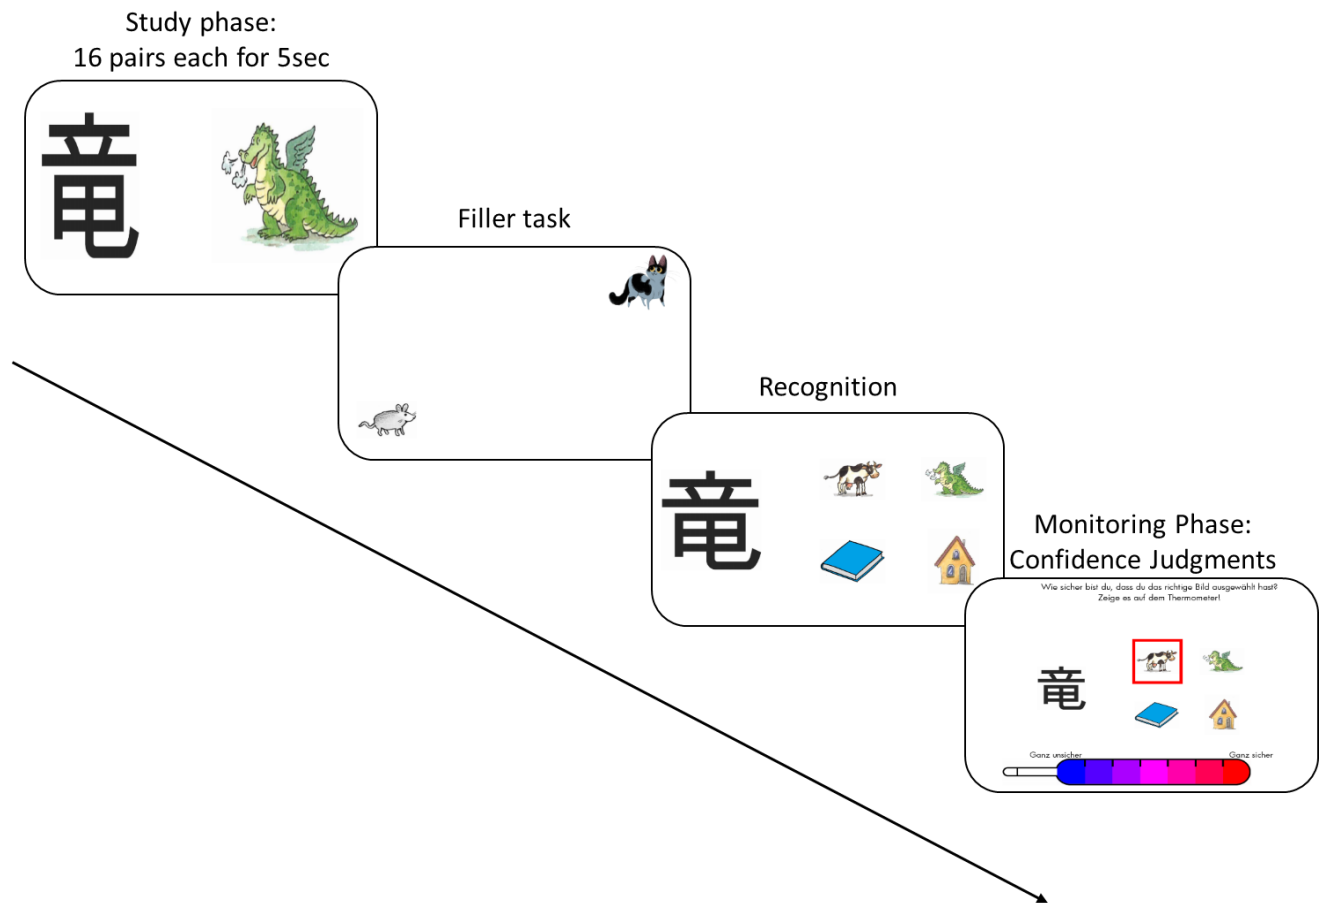 Study phase:
16 pairs each for 5sec
竜
Filler task
Recognition
竜
Monitoring Phase:
Confidence Judgments
Wie sicher bist du, dass du das richtige Bild ausgewählt hast?
Zeige es auf dem Thermometer!
竜
Ganz unsicher
Ganz sicher